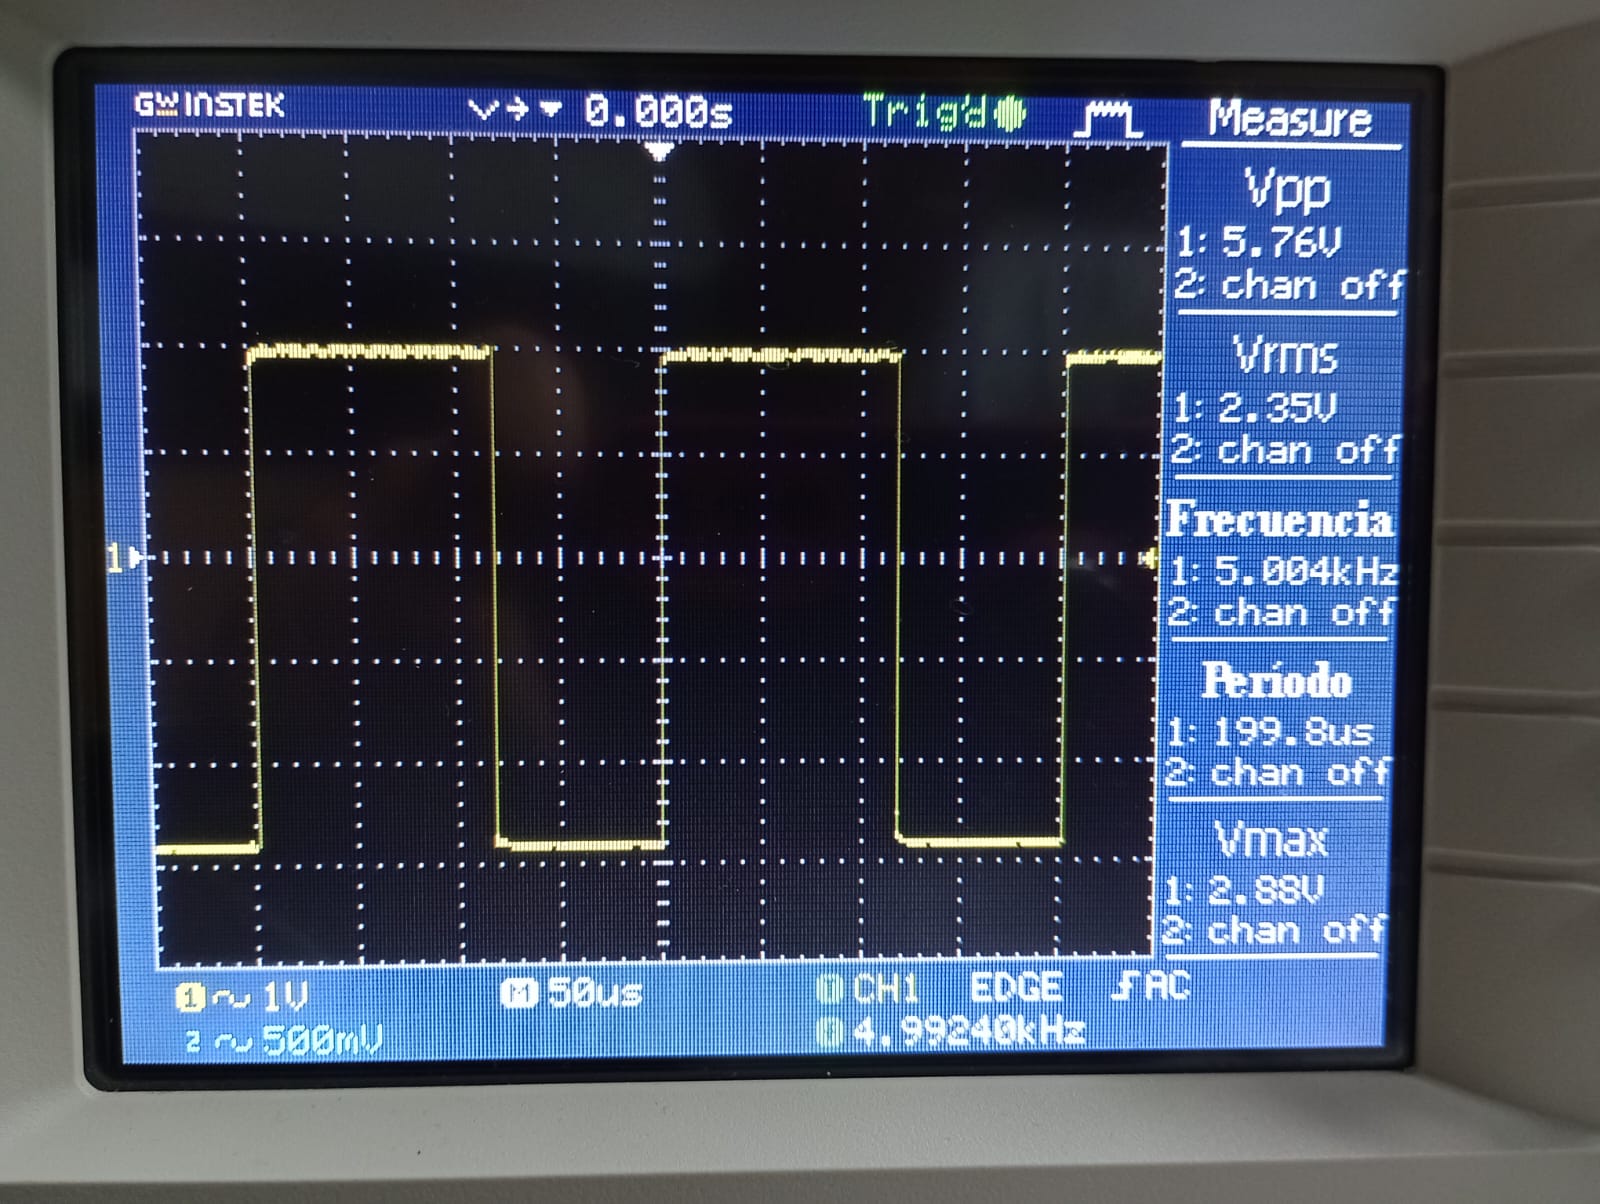 GWINSTEK 0.000s Trig'd Measure
Vpp
1: 5.76V
2: chan off
Vrms
1: 2.35V
2: chan off
Frecuencia
1: 5.004kHz
2: chan off
Período
1: 199.8us
2: chan off
Vmax
1: 2.88V
2: chan off
1
1 ~ 1V M 50us T CH1 EDGE AC
2 ~ 500mV F 4.99240kHz